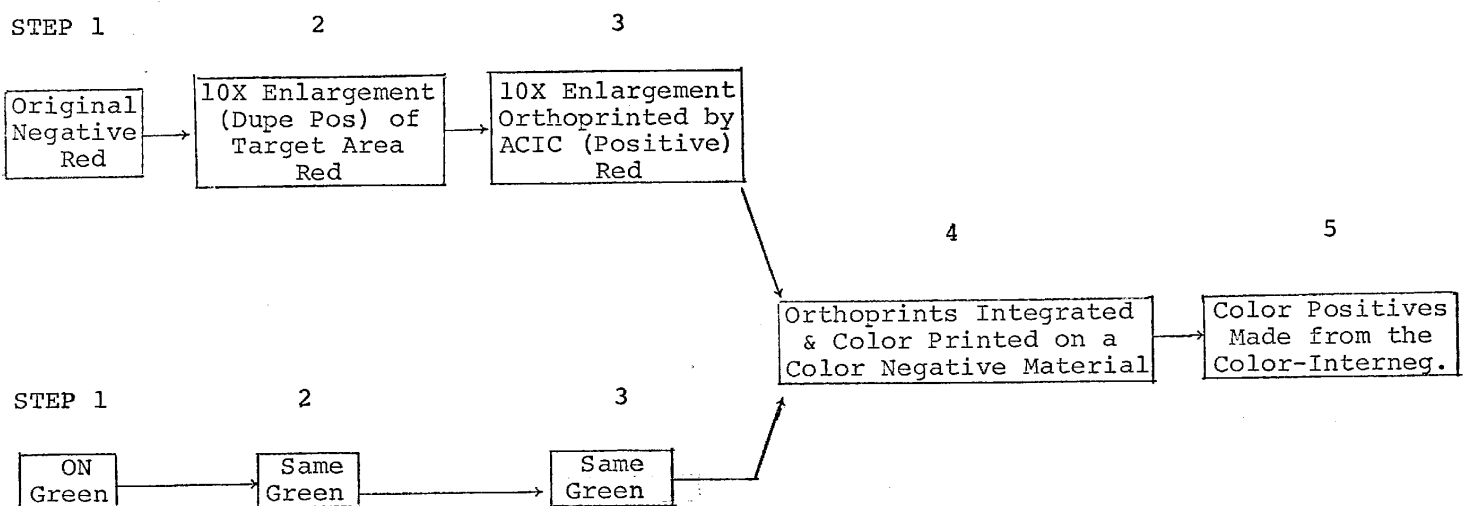 STEP 1 2 3
Original
Negative
Red
10X Enlargement
(Dupe Pos) of
Target Area
Red
10X Enlargement
Orthoprinted by
ACIC (Positive)
Red
4 5
Orthoprints Integrated
& Color Printed on a
Color Negative Material
Color Positives
Made from the
Color-Interneg.
STEP 1 2 3
ON
Green
Same
Green
Same
Green